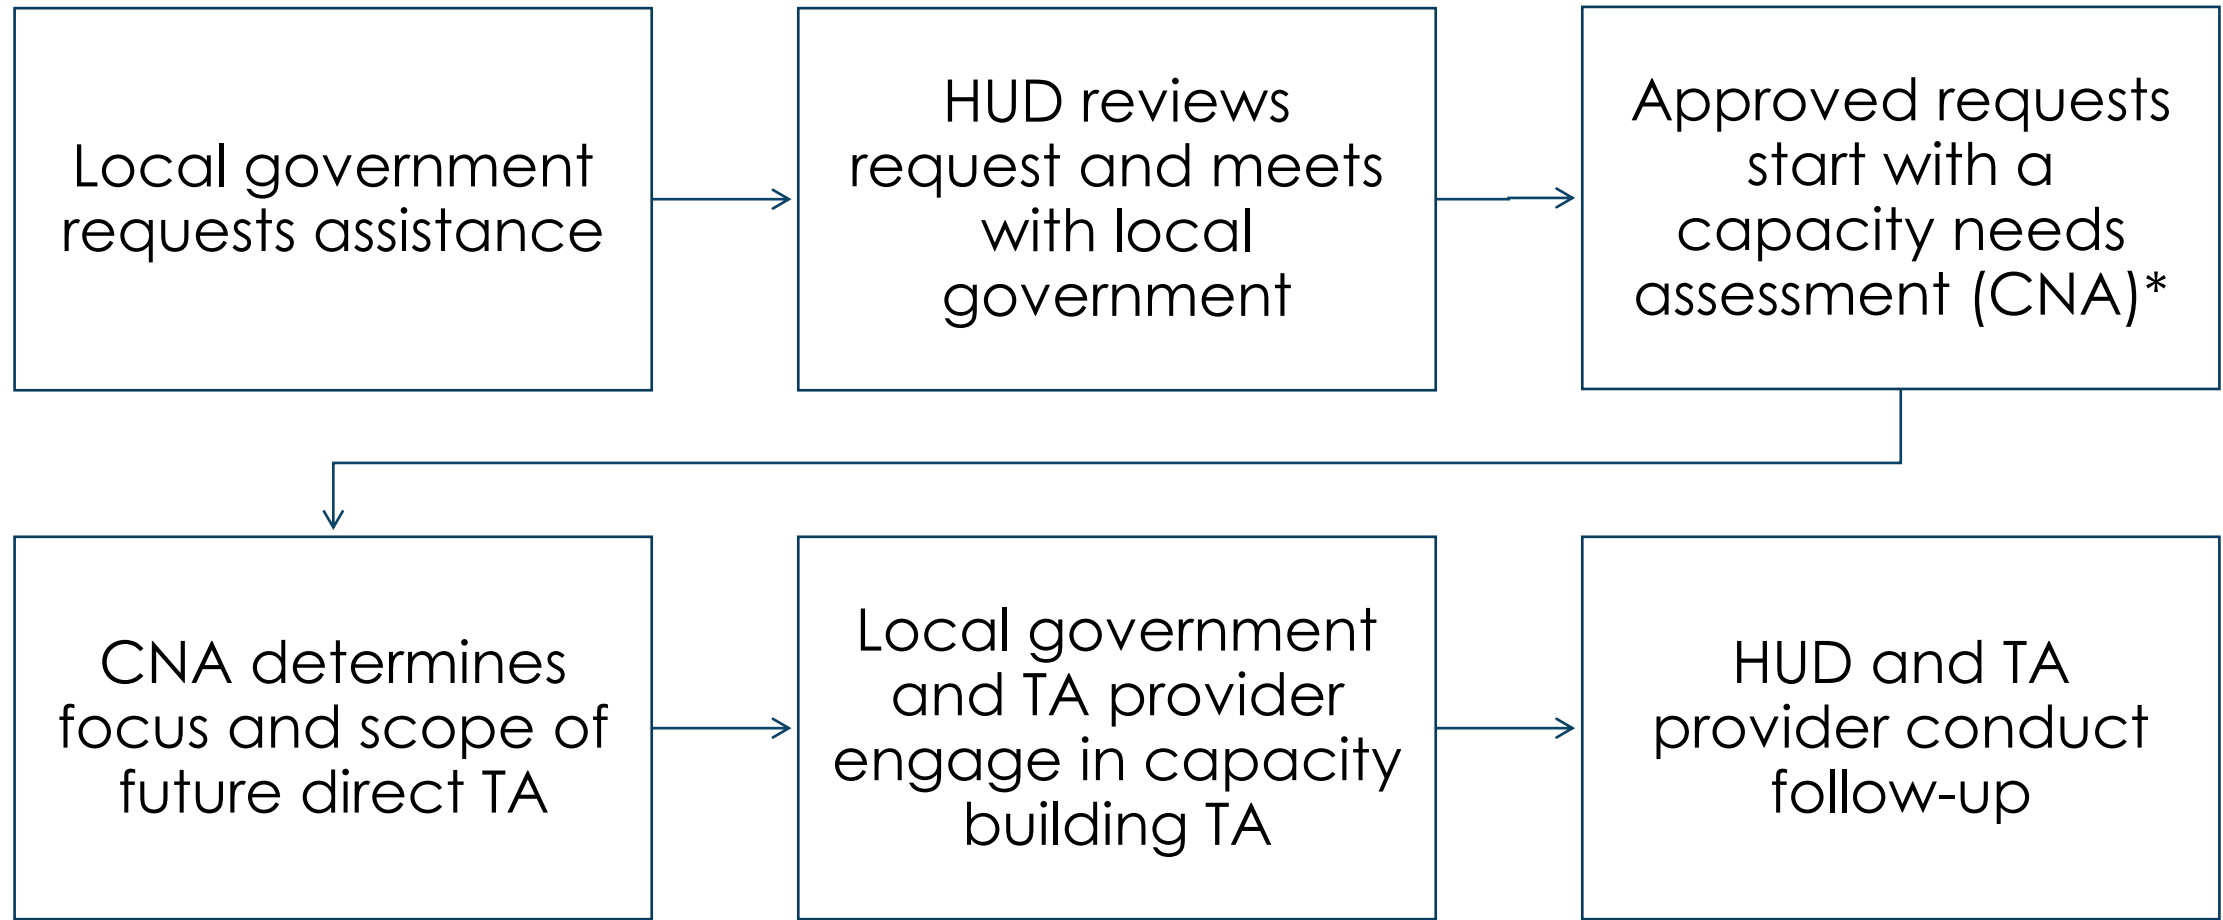 Local government
requests assistance
HUD reviews
request and meets
with local
government
Approved requests
start with a
capacity needs
assessment (CNA)*
CNA determines
focus and scope of
future direct TA
Local government
and TA provider
engage in capacity
building TA
HUD and TA
provider conduct
follow-up